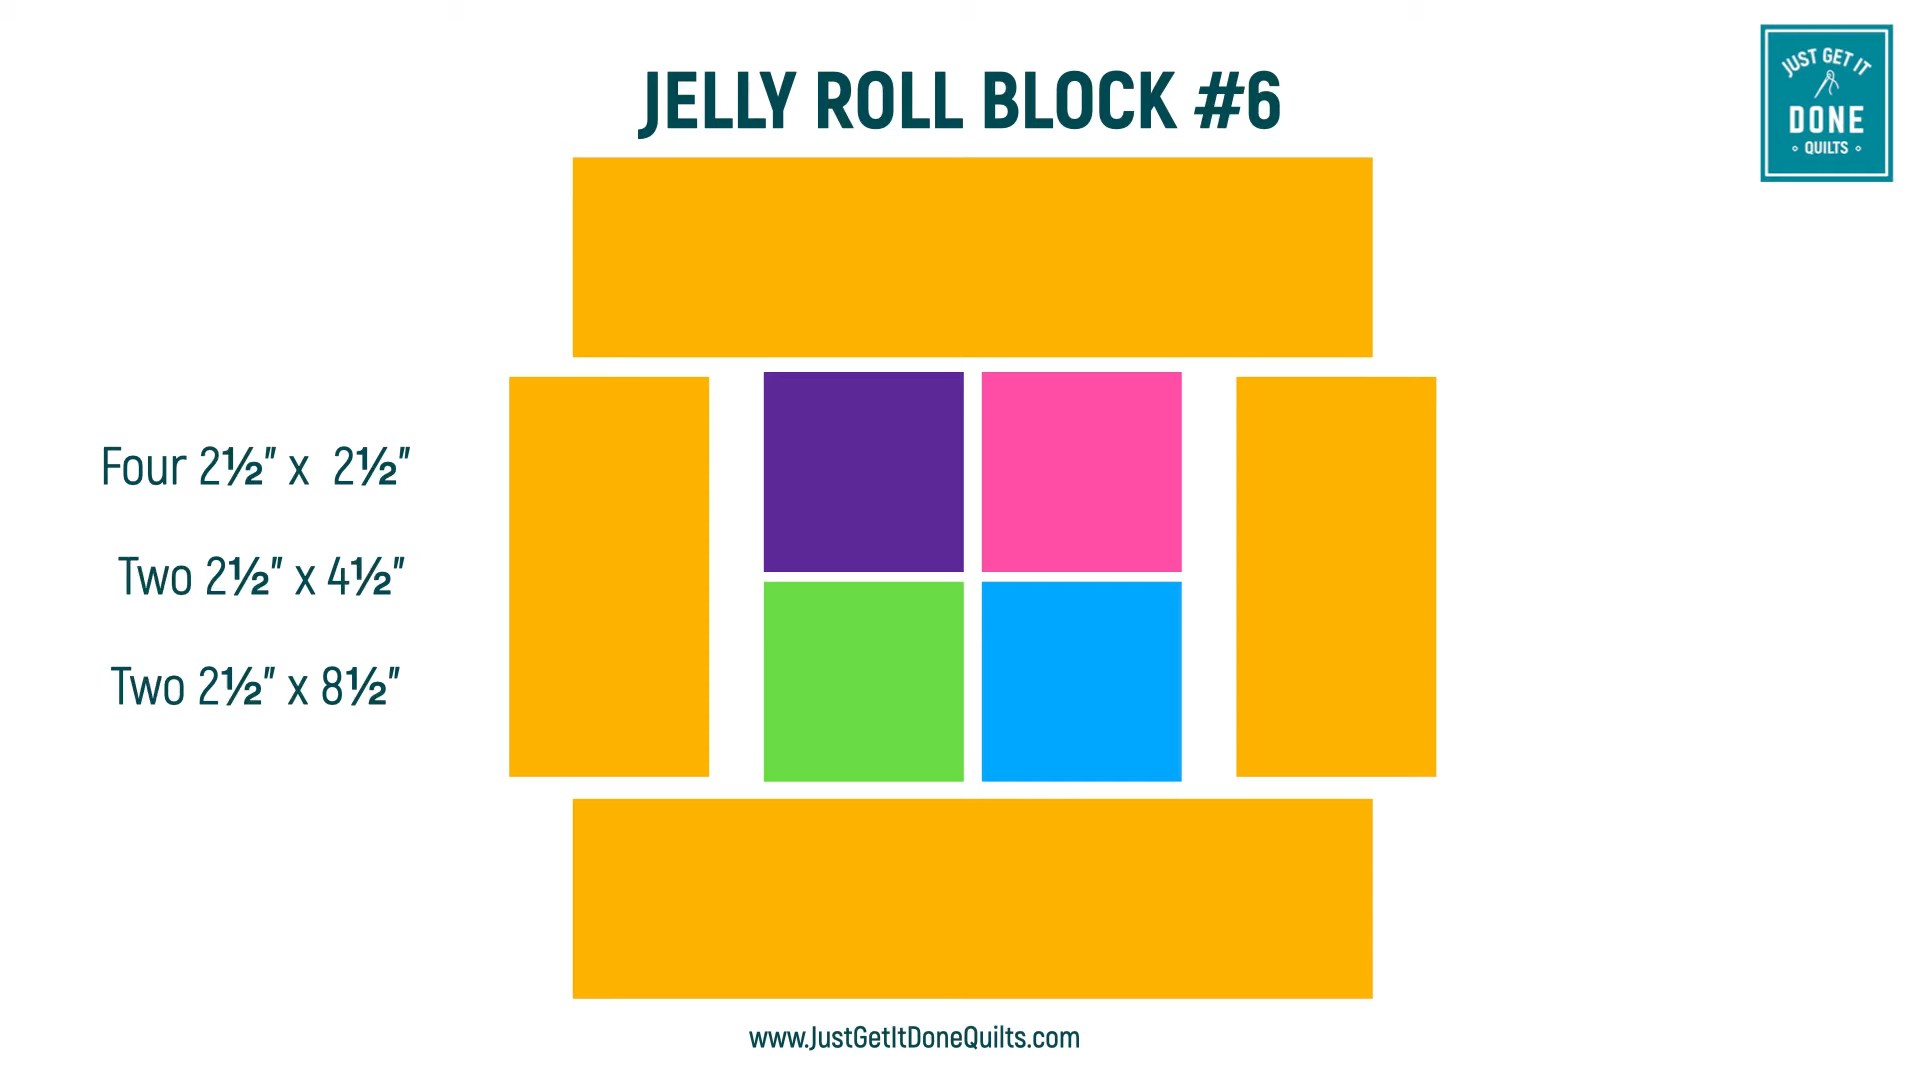 JELLY ROLL BLOCK #6
JUST GET IT
DONE
QUILTS
Four 2½" x 2½"
Two 2½" x 4½"
Two 2½" x 8½"
www.JustGetItDoneQuilts.com